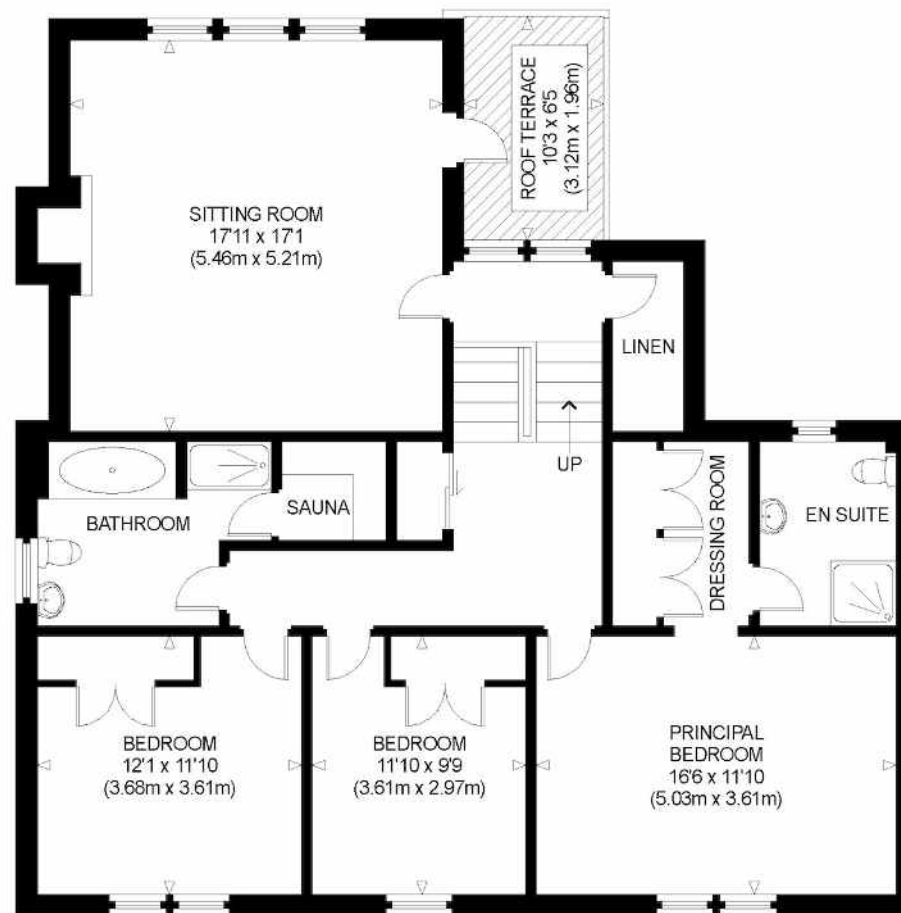 ROOF TERRACE
10'3 x 6'5
(3.12m x 1.96m)
SITTING ROOM
17'11 x 17'1
(5.46m x 5.21m)
LINEN
UP
SAUNA
BATHROOM
DRESSING ROOM
EN SUITE
BEDROOM
12'1 x 11'10
(3.68m x 3.61m)
BEDROOM
11'10 x 9'9
(3.61m x 2.97m)
PRINCIPAL
BEDROOM
16'6 x 11'10
(5.03m x 3.61m)